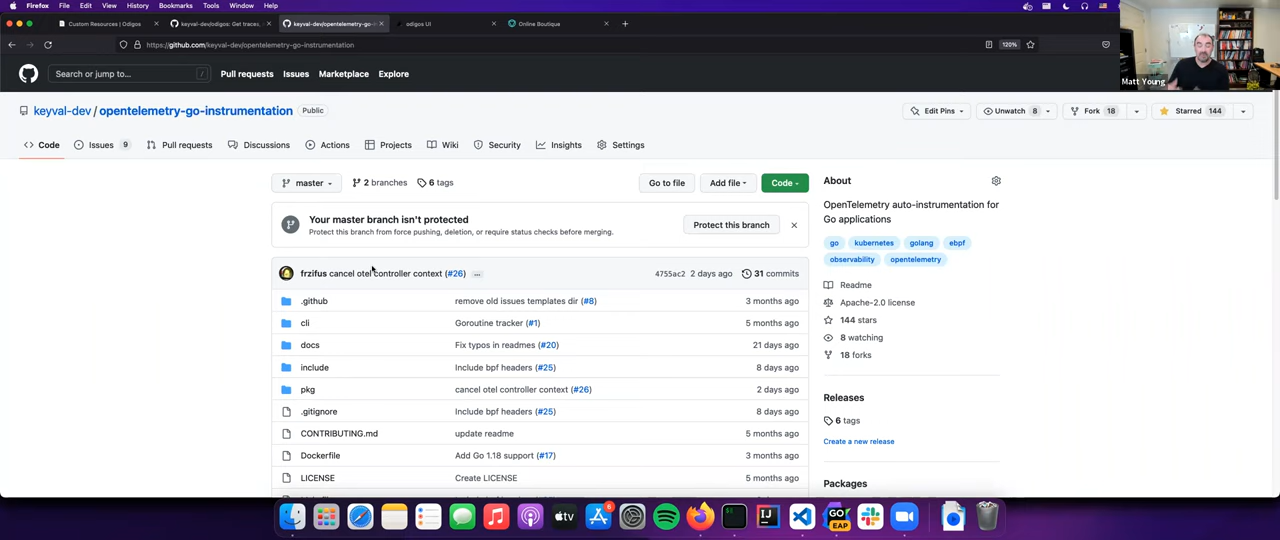 Firefox File Edit View History Bookmarks Tools Window Help
Custom Resources | Odigos
keyval-dev/odigos: Get traces,
keyval-dev/opentelemetry-go-in
odigos UI
Online Boutique
https://github.com/keyval-dev/opentelemetry-go-instrumentation
120%
Matt Young
Search or jump to...
/
Pull requests Issues Marketplace Explore
keyval-dev / opentelemetry-go-instrumentation Public
Edit Pins Unwatch 8 Fork 18 Starred 144
Code Issues 9 Pull requests Discussions Actions Projects Wiki Security Insights Settings
master 2 branches 6 tags Go to file Add file Code
Your master branch isn't protected
Protect this branch from force pushing, deletion, or require status checks before merging.
Protect this branch
frzifus cancel otel controller context (#26) ... 4755ac2 2 days ago 31 commits
.github remove old issues templates dir (#8) 3 months ago
cli Goroutine tracker (#1) 5 months ago
docs Fix typos in readmes (#20) 21 days ago
include Include bpf headers (#25) 8 days ago
pkg cancel otel controller context (#26) 2 days ago
.gitignore Include bpf headers (#25) 8 days ago
CONTRIBUTING.md update readme 5 months ago
Dockerfile Add Go 1.18 support (#17) 3 months ago
LICENSE Create LICENSE 5 months ago
About
OpenTelemetry auto-instrumentation for
Go applications
go kubernetes golang ebpf
observability opentelemetry
Readme
Apache-2.0 license
144 stars
8 watching
18 forks
Releases
6 tags
Create a new release
Packages
tv
6
GO
EAP